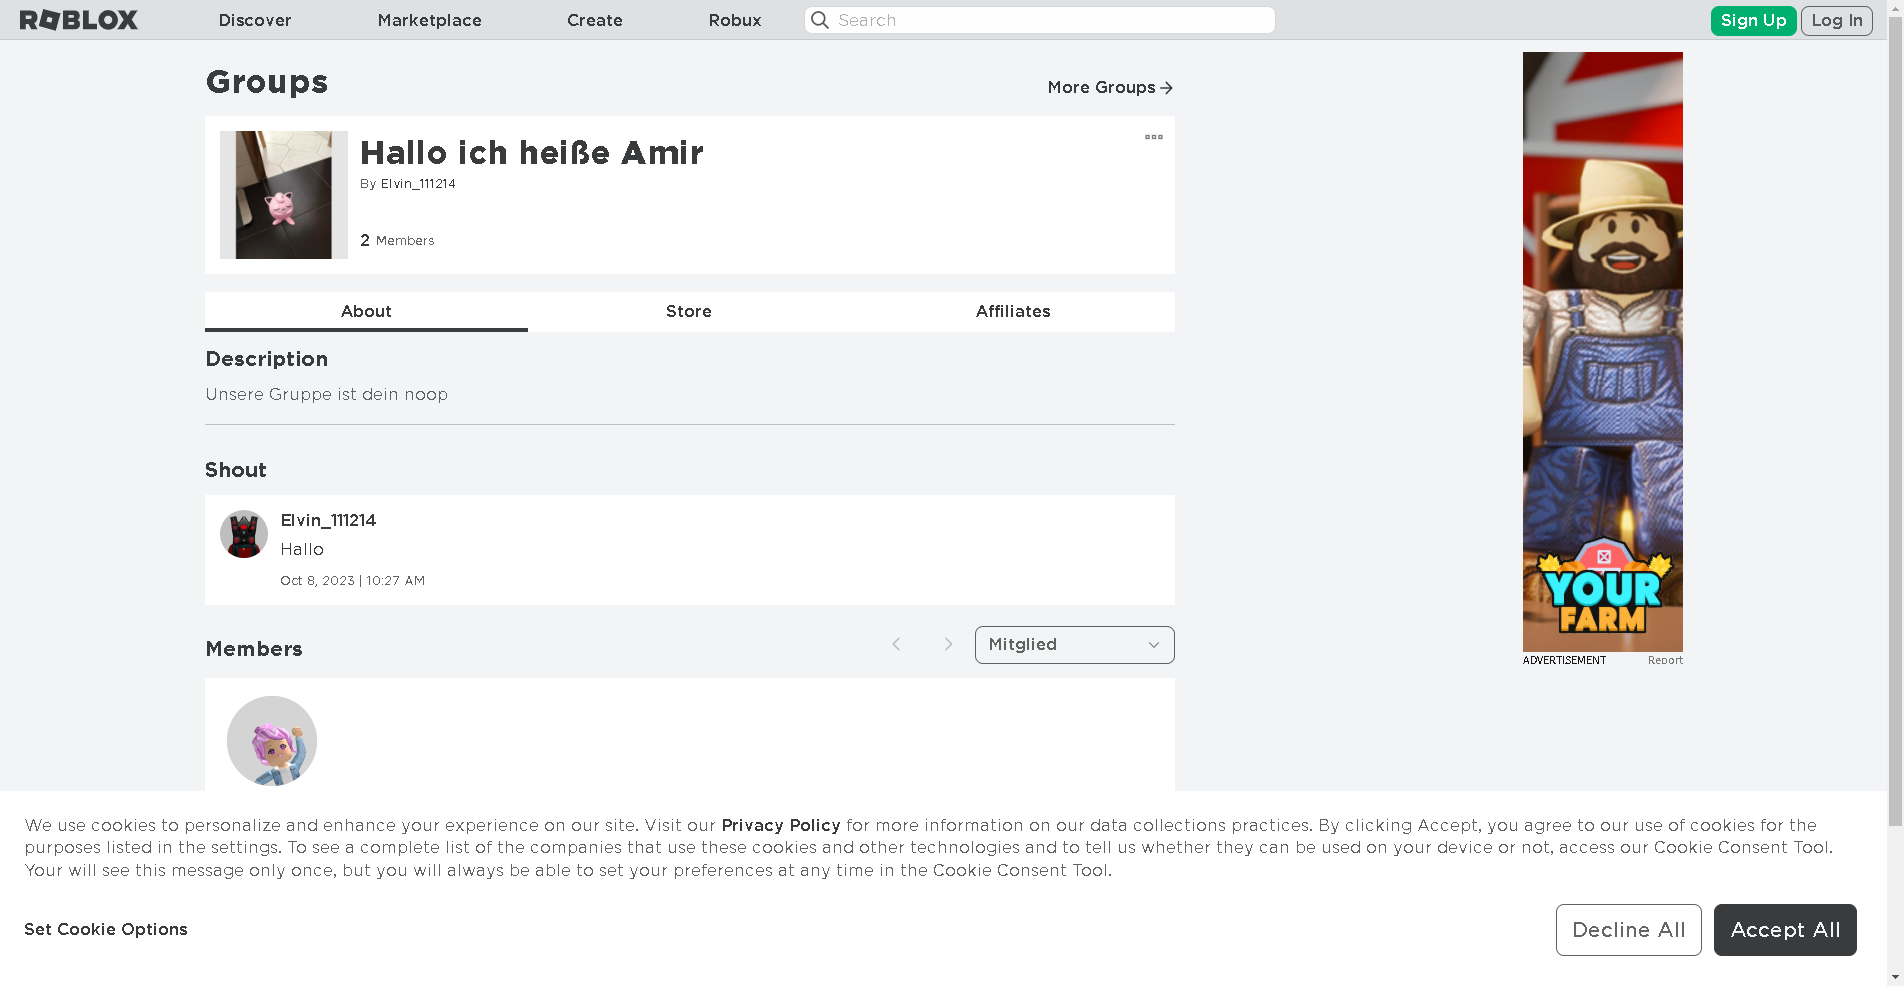 ROBLOX
Discover
Marketplace
Create
Robux
Search
Sign Up
Log In
Groups
More Groups
Hallo ich heiße Amir
By Elvin_111214
2 Members
About
Store
Affiliates
Description
Unsere Gruppe ist dein noop
Shout
Elvin_111214
Hallo
Oct 8, 2023 | 10:27 AM
Members
Mitglied
YOUR
FARM
ADVERTISEMENT
Report
We use cookies to personalize and enhance your experience on our site. Visit our Privacy Policy for more information on our data collections practices. By clicking Accept, you agree to our use of cookies for the
purposes listed in the settings. To see a complete list of the companies that use these cookies and other technologies and to tell us whether they can be used on your device or not, access our Cookie Consent Tool.
Your will see this message only once, but you will always be able to set your preferences at any time in the Cookie Consent Tool.
Set Cookie Options
Decline All
Accept All